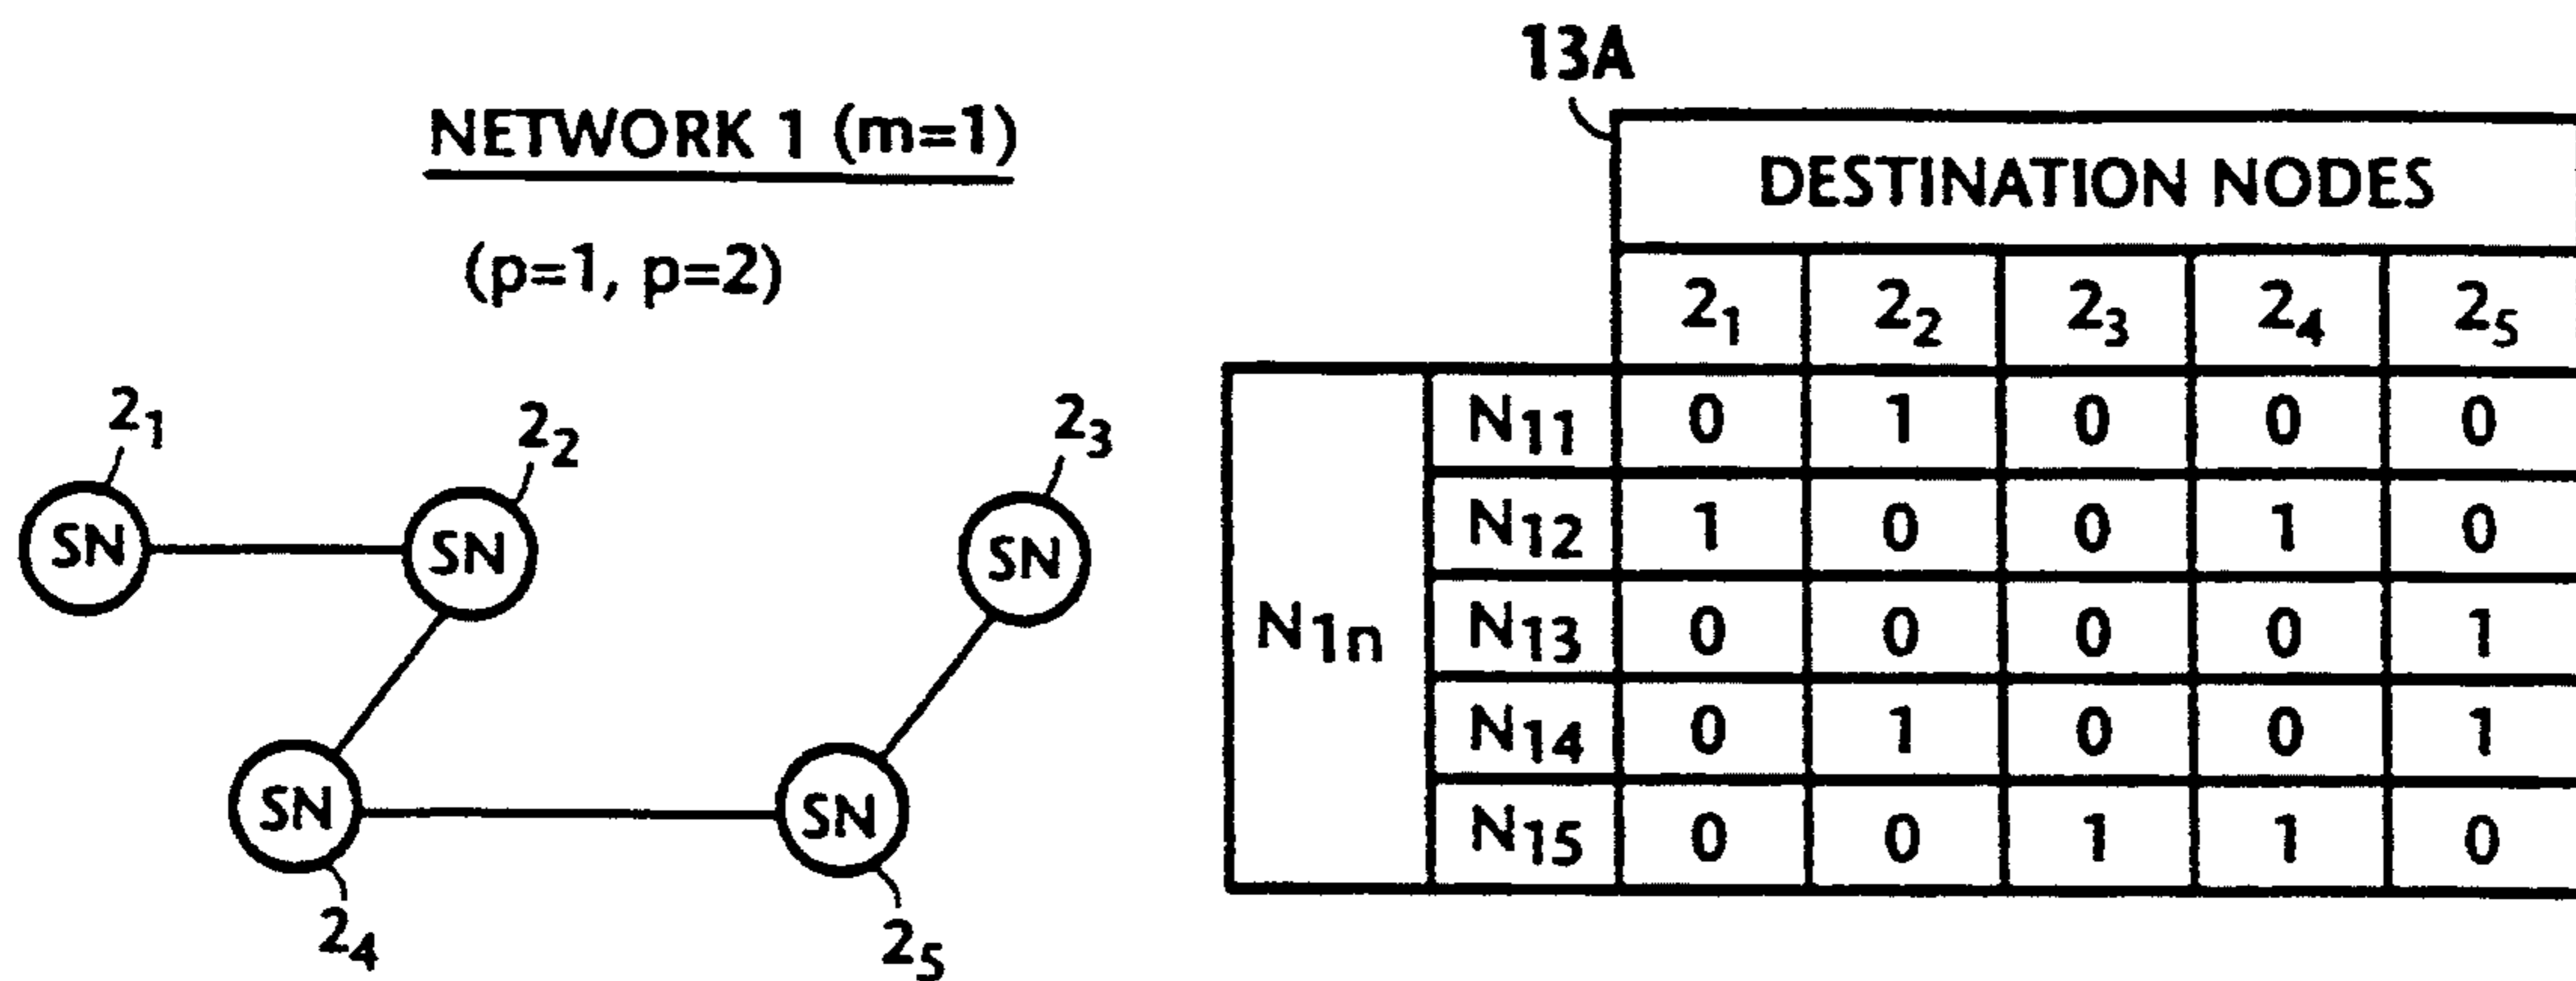 NETWORK 1 (m=1)
(p=1, p=2)
2₁
2₂
2₃
SN
SN
SN
SN
SN
2₄
2₅
13A
DESTINATION NODES
2₁ 2₂ 2₃ 2₄ 2₅
N₁ₙ
N₁₁ 0 1 0 0 0
N₁₂ 1 0 0 1 0
N₁₃ 0 0 0 0 1
N₁₄ 0 1 0 0 1
N₁₅ 0 0 1 1 0